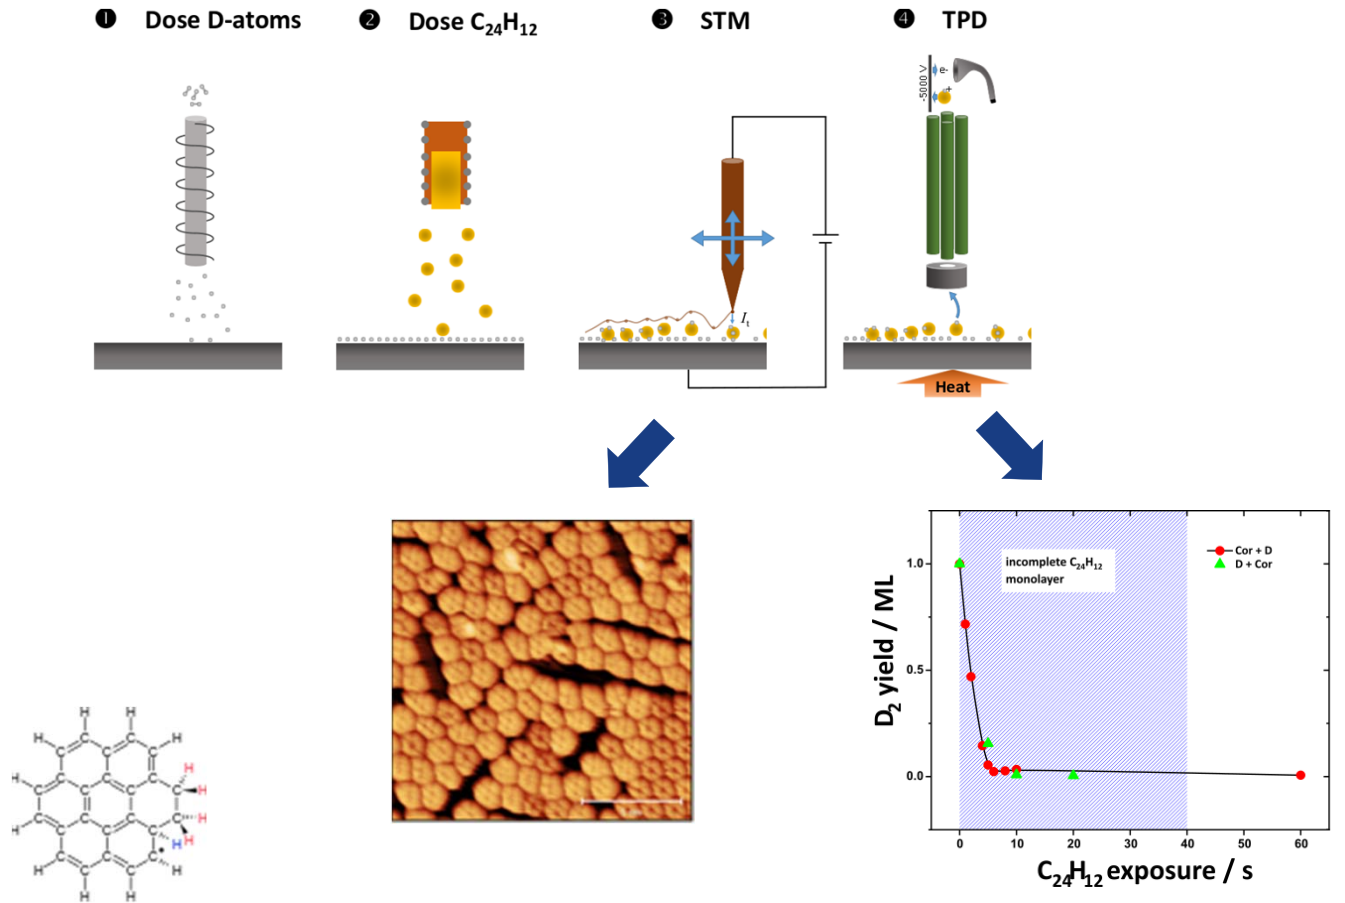 ❶ Dose D-atoms
❷ Dose C₂₄H₁₂
❸ STM
❹ TPD
-5000 V
e-
+
Iₜ
Heat
D₂ yield / ML
1.0
0.5
0.0
incomplete C₂₄H₁₂
monolayer
Cor + D
D + Cor
0 10 20 30 40 50 60
C₂₄H₁₂ exposure / s
H H
H H
C C
C C
H
H C H
C
H C C H
C H H
H C C H
C C H
H H